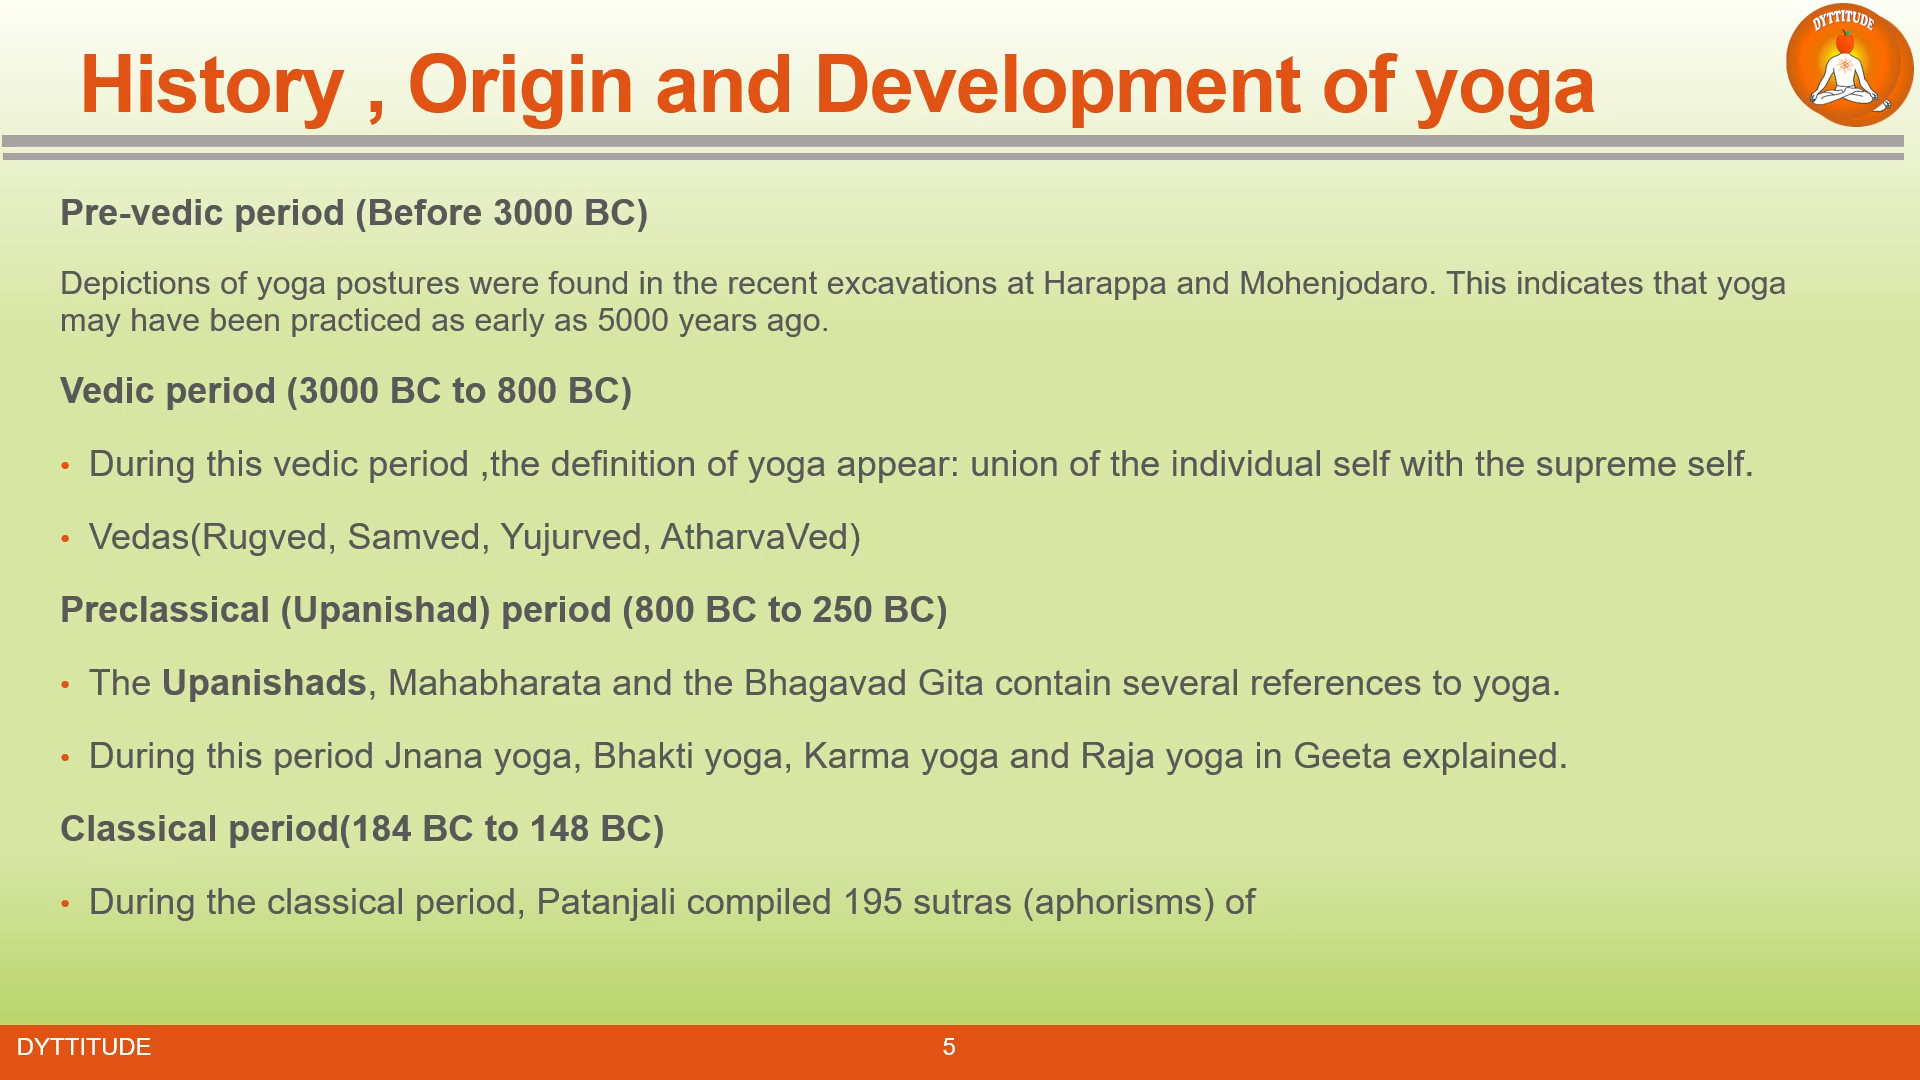 DYTTITUDE
History , Origin and Development of yoga
Pre-vedic period (Before 3000 BC)
Depictions of yoga postures were found in the recent excavations at Harappa and Mohenjodaro. This indicates that yoga
may have been practiced as early as 5000 years ago.
Vedic period (3000 BC to 800 BC)
• During this vedic period ,the definition of yoga appear: union of the individual self with the supreme self.
• Vedas(Rugved, Samved, Yujurved, AtharvaVed)
Preclassical (Upanishad) period (800 BC to 250 BC)
• The Upanishads, Mahabharata and the Bhagavad Gita contain several references to yoga.
• During this period Jnana yoga, Bhakti yoga, Karma yoga and Raja yoga in Geeta explained.
Classical period(184 BC to 148 BC)
• During the classical period, Patanjali compiled 195 sutras (aphorisms) of
DYTTITUDE
5